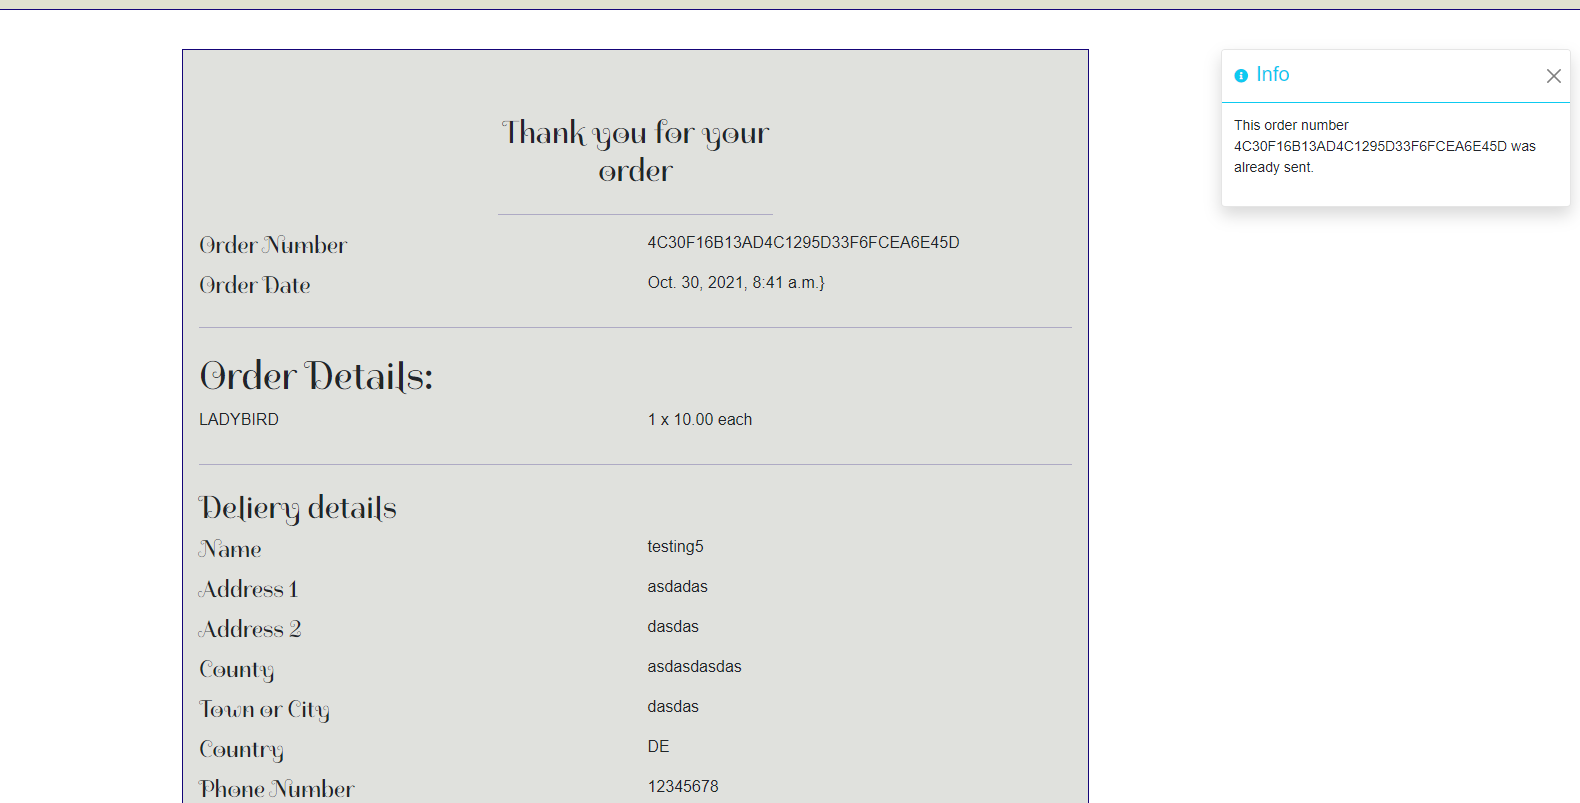 Thank you for your
order
Order Number 4C30F16B13AD4C1295D33F6FCEA6E45D
Order Date Oct. 30, 2021, 8:41 a.m.}
Order Details:
LADYBIRD 1 x 10.00 each
Deliery details
Name testing5
Address 1 asdadas
Address 2 dasdas
County asdasdasdas
Town or City dasdas
Country DE
Phone Number 12345678
Info
This order number
4C30F16B13AD4C1295D33F6FCEA6E45D was
already sent.